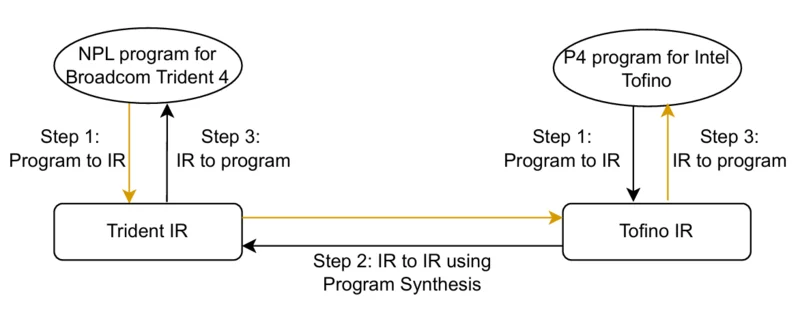 NPL program for
Broadcom Trident 4
P4 program for Intel
Tofino
Step 1:
Program to IR
Step 3:
IR to program
Step 1:
Program to IR
Step 3:
IR to program
Trident IR
Tofino IR
Step 2: IR to IR using
Program Synthesis